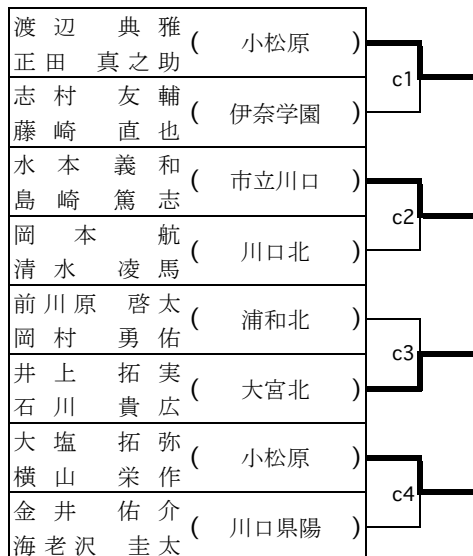 渡辺 典雅
( 小松原 )
正田 真之助
c1
志村 友輔
( 伊奈学園 )
藤崎 直也
水本 義和
( 市立川口 )
島崎 篤志
c2
岡本 航
( 川口北 )
清水 凌馬
前川原 啓太
( 浦和北 )
岡村 勇佑
c3
井上 拓実
( 大宮北 )
石川 貴広
大塩 拓弥
( 小松原 )
横山 栄作
c4
金井 佑介
( 川口県陽 )
海老沢 圭太